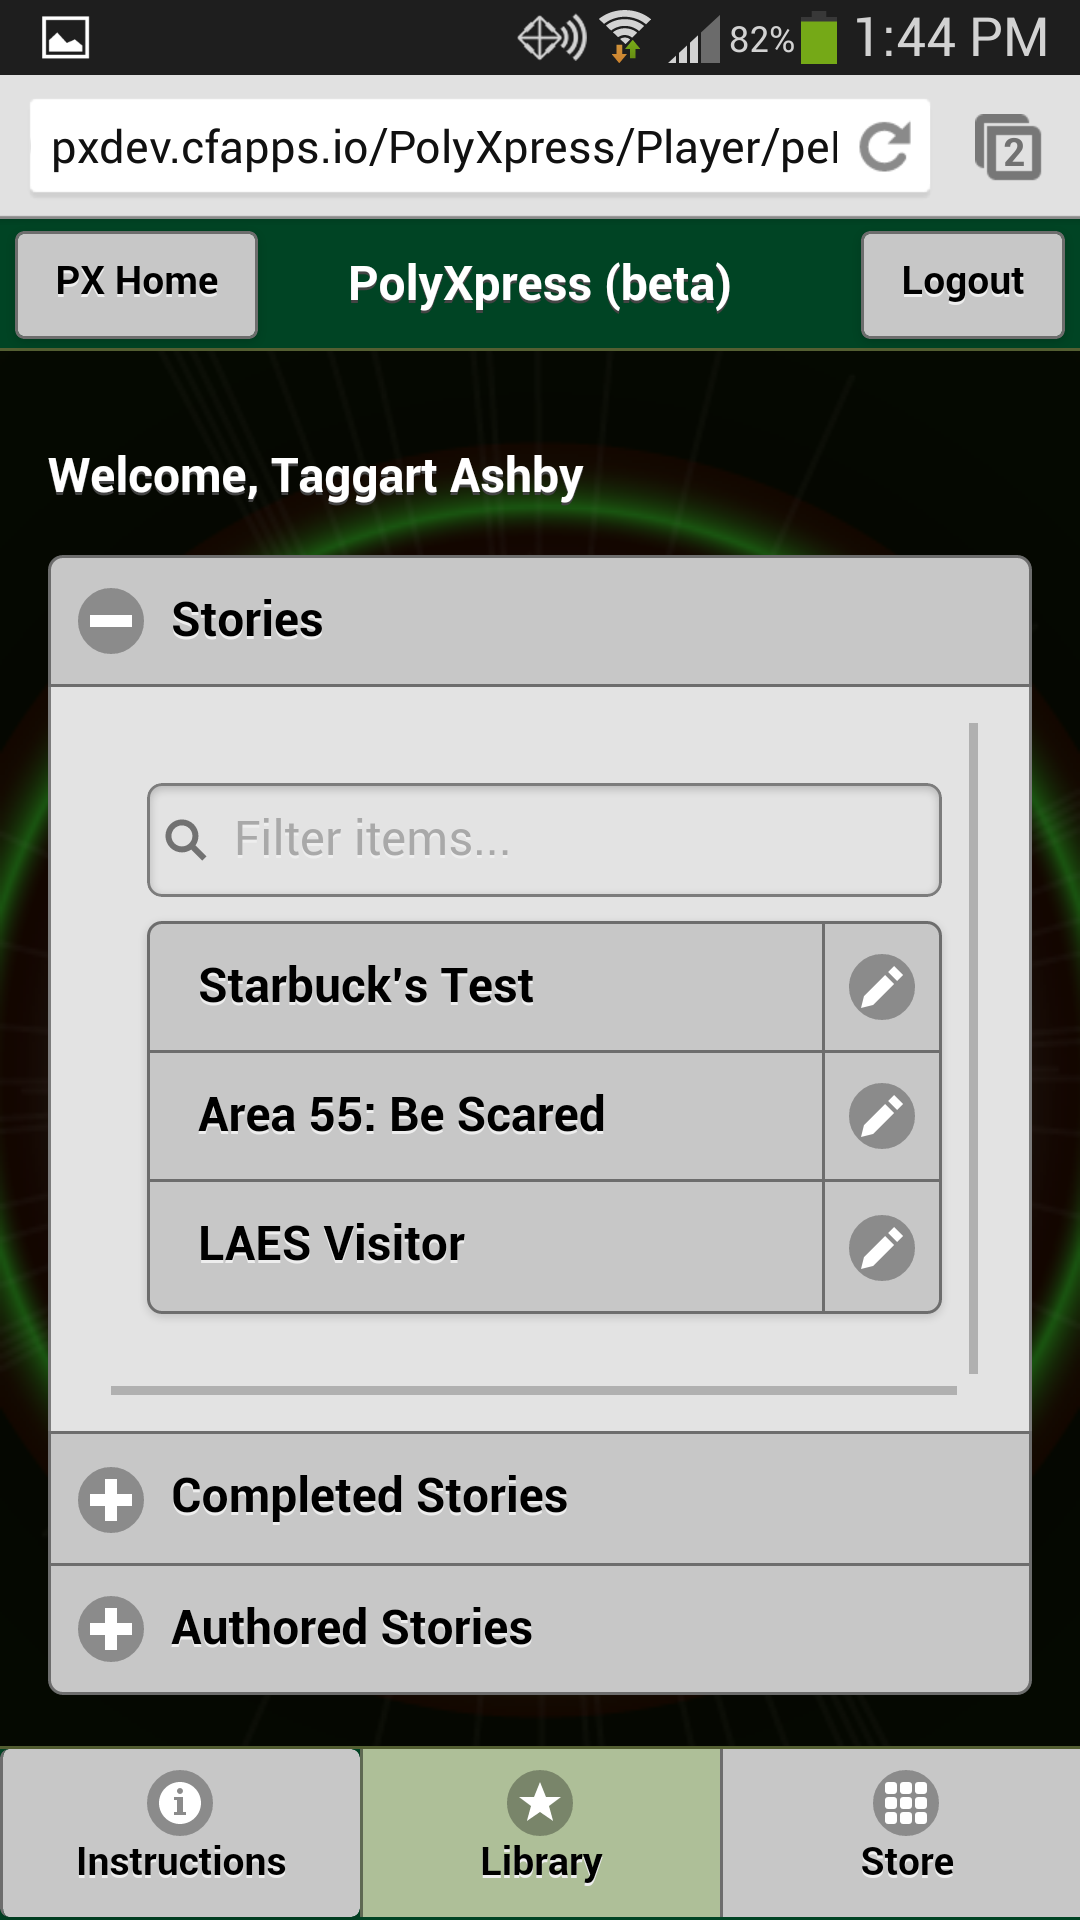 82% 1:44 PM
pxdev.cfapps.io/PolyXpress/Player/pel
2
PX Home
PolyXpress (beta)
Logout
Welcome, Taggart Ashby
Stories
Filter items...
Starbuck's Test
Area 55: Be Scared
LAES Visitor
Completed Stories
Authored Stories
Instructions
Library
Store